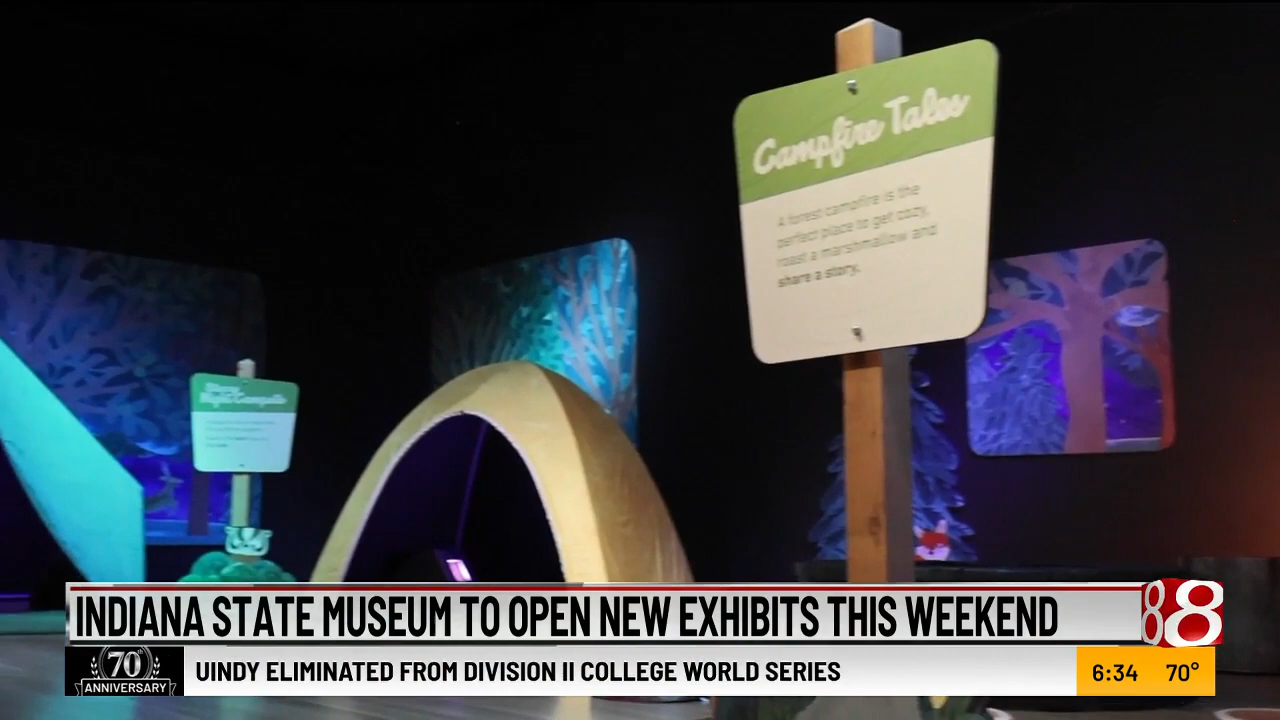 Campfire Tales
A forest campfire is the
perfect place to get cozy,
roast a marshmallow and
share a story.
INDIANA STATE MUSEUM TO OPEN NEW EXHIBITS THIS WEEKEND
8
70th
ANNIVERSARY
UINDY ELIMINATED FROM DIVISION II COLLEGE WORLD SERIES
6:34 70°